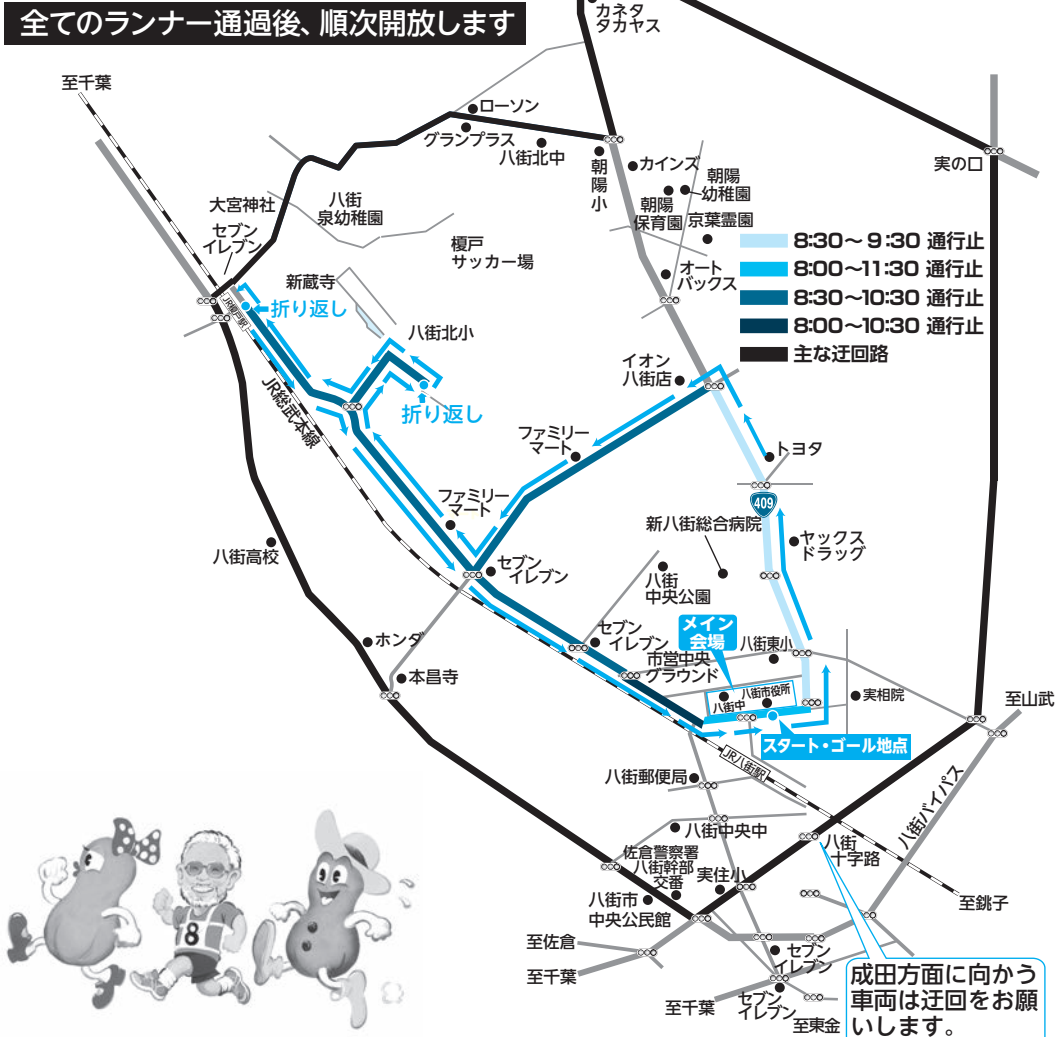 全てのランナー通過後、順次開放します
カネタ
タカヤス
至千葉
ローソン
グランプラス
八街北中
朝陽小
カインズ
朝陽
幼稚園
朝陽
保育園
京葉霊園
実の口
大宮神社
セブン
イレブン
八街
泉幼稚園
榎戸
サッカー場
新蔵寺
オート
バックス
8:30～9:30 通行止
8:00～11:30 通行止
8:30～10:30 通行止
8:00～10:30 通行止
主な迂回路
JR榎戸駅
折り返し
八街北小
折り返し
イオン
八街店
JR総武本線
ファミリー
マート
トヨタ
ファミリー
マート
409
新八街総合病院
ヤックス
ドラッグ
八街高校
セブン
イレブン
八街
中央公園
メイン
会場
セブン
イレブン
八街東小
市営中央
グラウンド
ホンダ
本昌寺
八街市役所
八街中
実相院
至山武
スタート・ゴール地点
JR八街駅
八街郵便局
八街バイパス
八街中央中
八街
十字路
佐倉警察署
八街幹部
交番
実住小
八街市
中央公民館
至銚子
至佐倉
至千葉
セブン
イレブン
至千葉
セブン
イレブン
至東金
成田方面に向かう
車両は迂回をお願
いします。
8